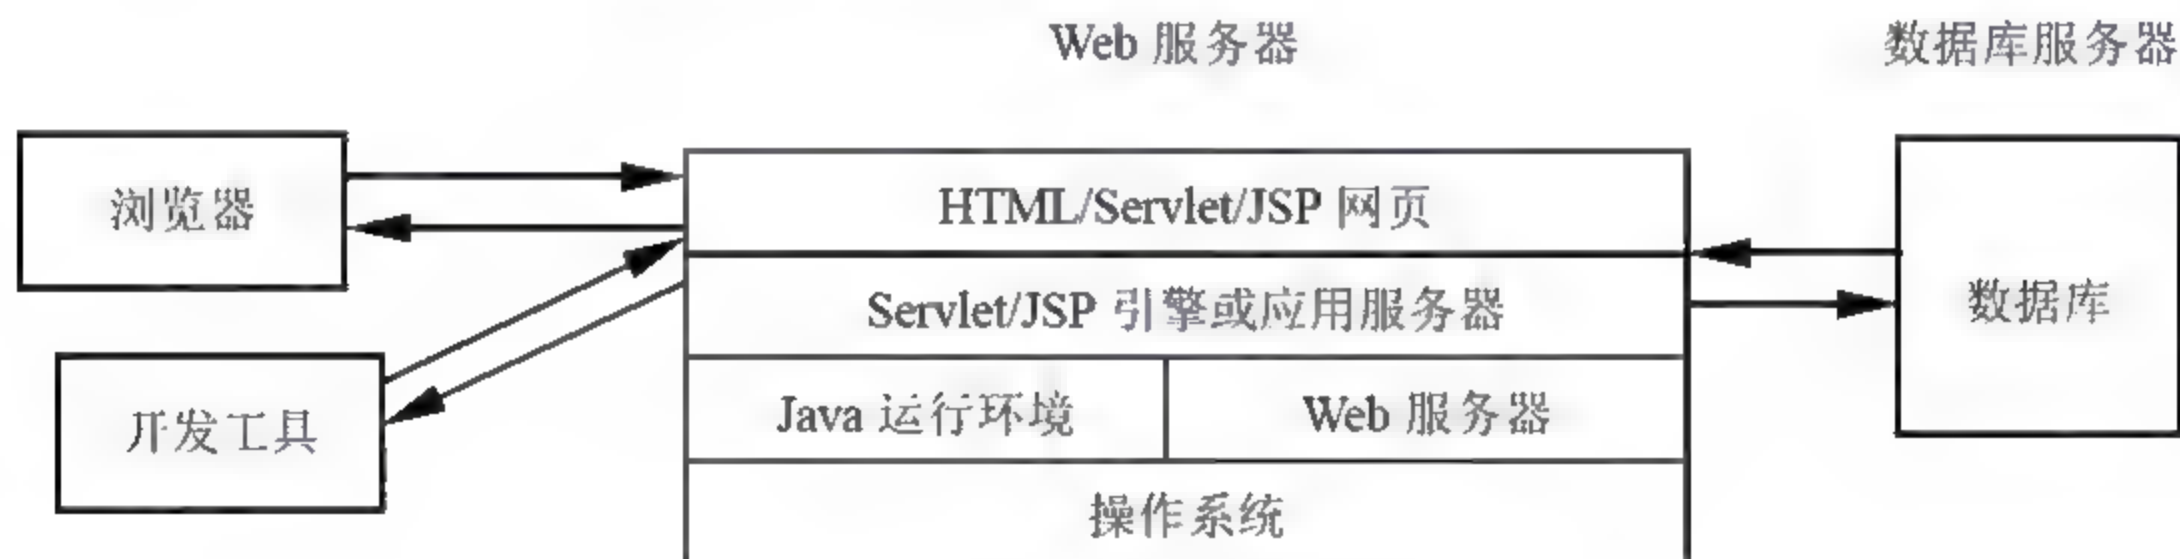 Web 服务器
数据库服务器
浏览器
HTML/Servlet/JSP 网页
Servlet/JSP 引擎或应用服务器
数据库
开发工具
Java 运行环境
Web 服务器
操作系统